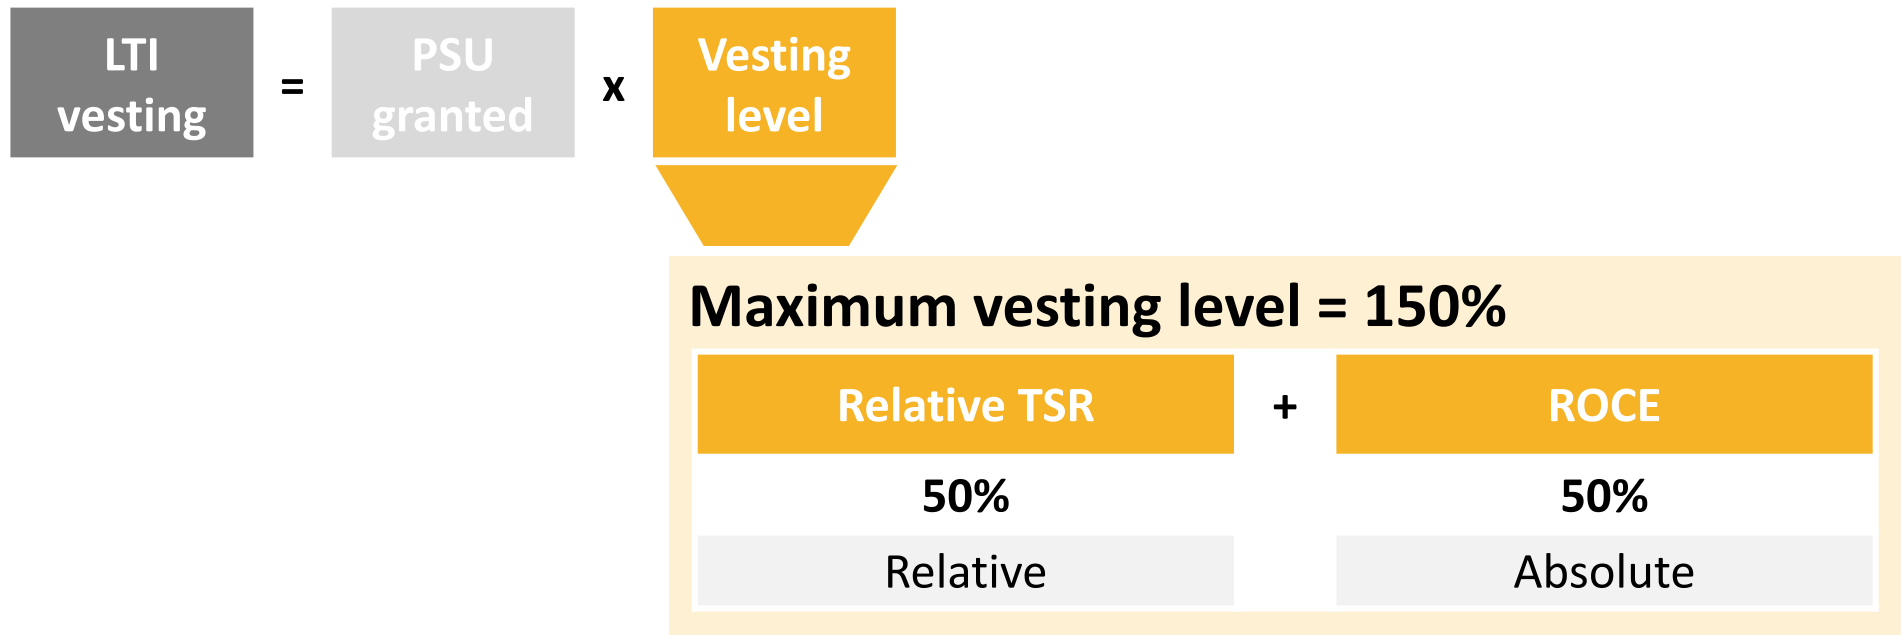 LTI
vesting
=
PSU
granted
x
Vesting
level
Maximum vesting level = 150%
Relative TSR
+
ROCE
50%
50%
Relative
Absolute